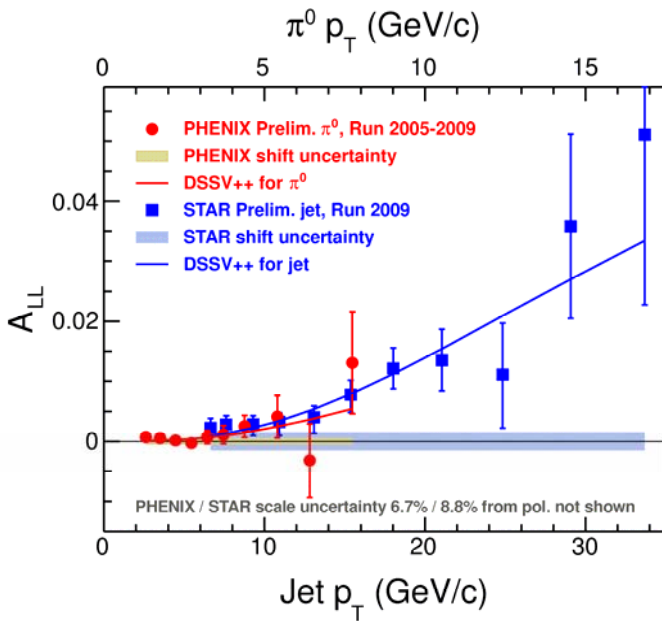 π⁰ p_T (GeV/c)
0 5 10 15
PHENIX Prelim. π⁰, Run 2005-2009
PHENIX shift uncertainty
DSSV++ for π⁰
STAR Prelim. jet, Run 2009
STAR shift uncertainty
DSSV++ for jet
A_LL
0.04
0.02
0
PHENIX / STAR scale uncertainty 6.7% / 8.8% from pol. not shown
0 10 20 30
Jet p_T (GeV/c)